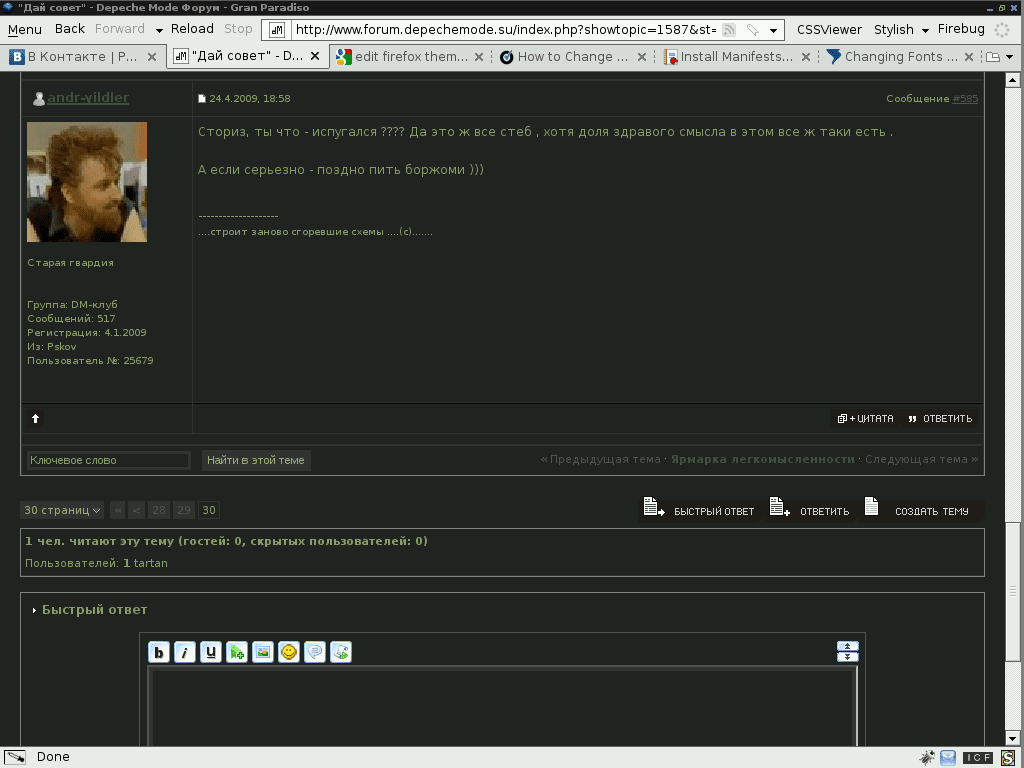 "Дай совет" - Depeche Mode Форум - Gran Paradiso
Menu Back Forward Reload Stop dM http://www.forum.depechemode.su/index.php?showtopic=1587&st= CSSViewer Stylish Firebug
В Контакте | Р... dM "Дай совет" - D... edit firefox them... How to Change ... Install Manifests... Changing Fonts ...
andr-vildler 24.4.2009, 18:58 Сообщение #585
Сториз, ты что - испугался ???? Да это ж все стеб , хотя доля здравого смысла в этом все ж таки есть .
А если серьезно - поздно пить боржоми )))
--------------------
....строит заново сгоревшие схемы ....(с).......
Старая гвардия
Группа: DM-клуб
Сообщений: 517
Регистрация: 4.1.2009
Из: Pskov
Пользователь №: 25679
+ ЦИТАТА ОТВЕТИТЬ
Ключевое слово Найти в этой теме « Предыдущая тема · Ярмарка легкомысленности · Следующая тема »
30 страниц « < 28 29 30 БЫСТРЫЙ ОТВЕТ ОТВЕТИТЬ СОЗДАТЬ ТЕМУ
1 чел. читают эту тему (гостей: 0, скрытых пользователей: 0)
Пользователей: 1 tartan
Быстрый ответ
b i u
Done ICF S